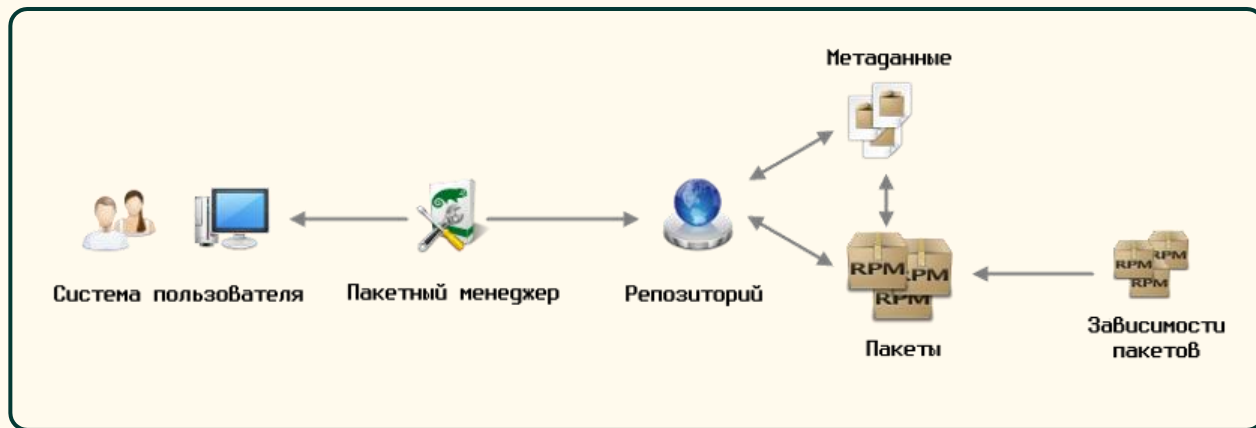 Метаданные
Система пользователя
Пакетный менеджер
Репозиторий
RPM
RPM
RPM
Пакеты
RPM
RPM
RPM
Зависимости
пакетов